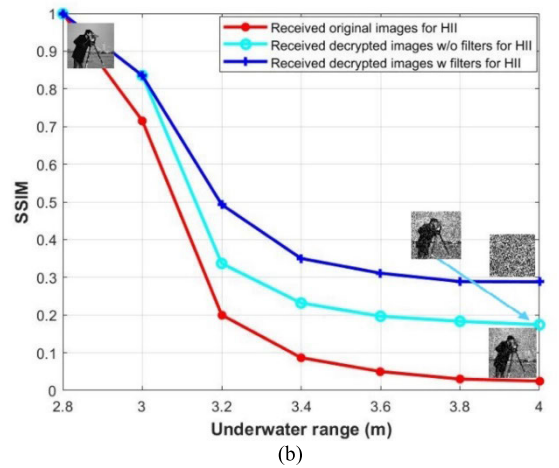 Received original images for HII
Received decrypted images w/o filters for HII
Received decrypted images w filters for HII
1
0.9
0.8
0.7
0.6
0.5
0.4
0.3
0.2
0.1
0
SSIM
2.8 3 3.2 3.4 3.6 3.8 4
Underwater range (m)
(b)